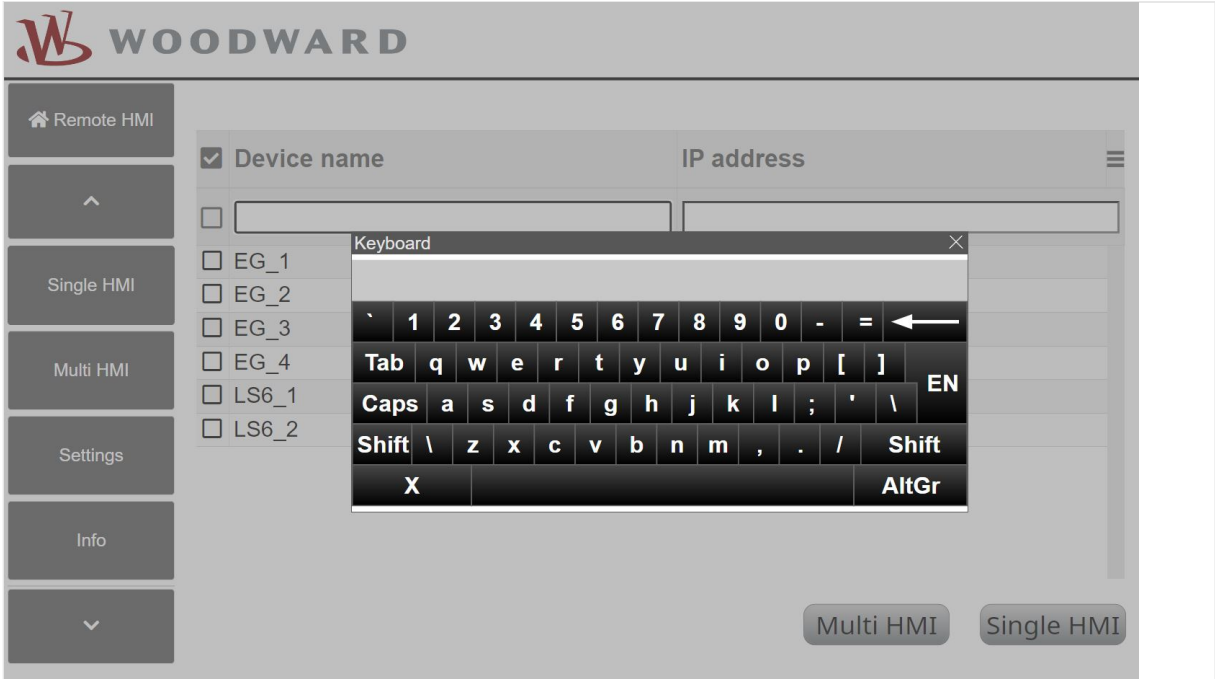 WOODWARD
Remote HMI
Single HMI
Multi HMI
Settings
Info
Device name IP address
EG_1
EG_2
EG_3
EG_4
LS6_1
LS6_2
Keyboard
` 1 2 3 4 5 6 7 8 9 0 - =
Tab q w e r t y u i o p [ ]
EN
Caps a s d f g h j k l ; ' \
Shift \ z x c v b n m , . / Shift
X AltGr
Multi HMI Single HMI